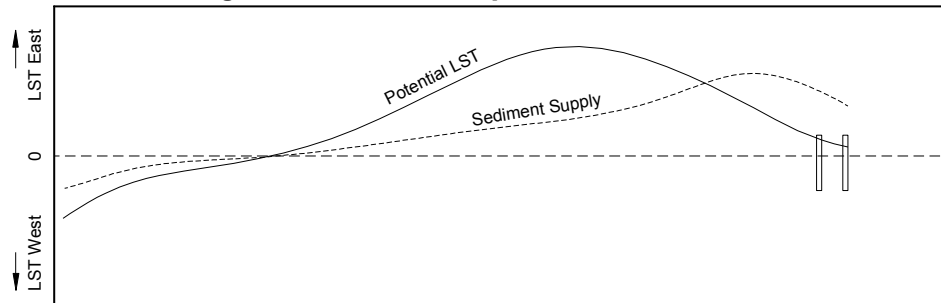 LST East
Potential LST
Sediment Supply
0
LST West